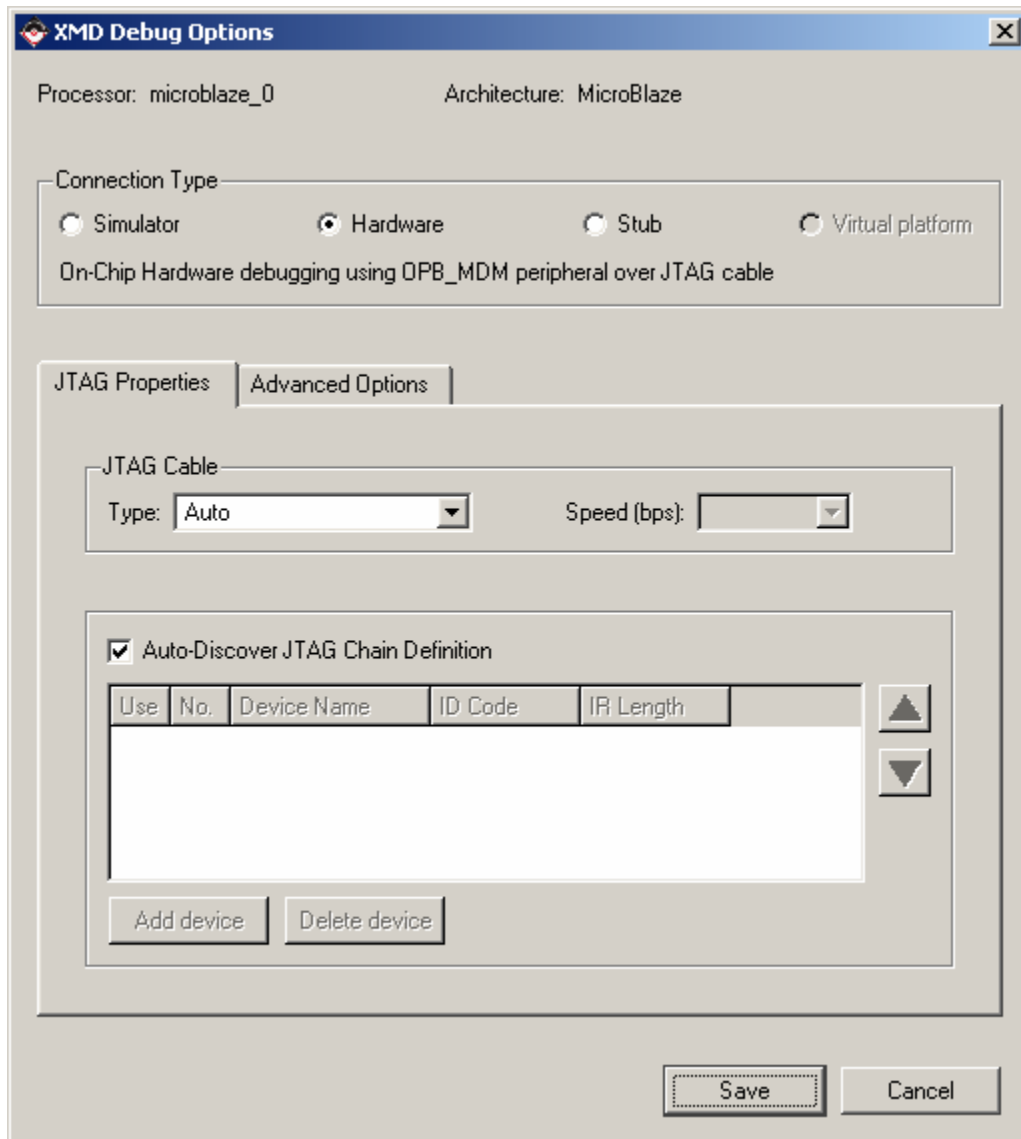 XMD Debug Options
Processor: microblaze_0 Architecture: MicroBlaze
Connection Type
Simulator Hardware Stub Virtual platform
On-Chip Hardware debugging using OPB_MDM peripheral over JTAG cable
JTAG Properties Advanced Options
JTAG Cable
Type: Auto Speed (bps):
Auto-Discover JTAG Chain Definition
Use No. Device Name ID Code IR Length
Add device Delete device
Save Cancel